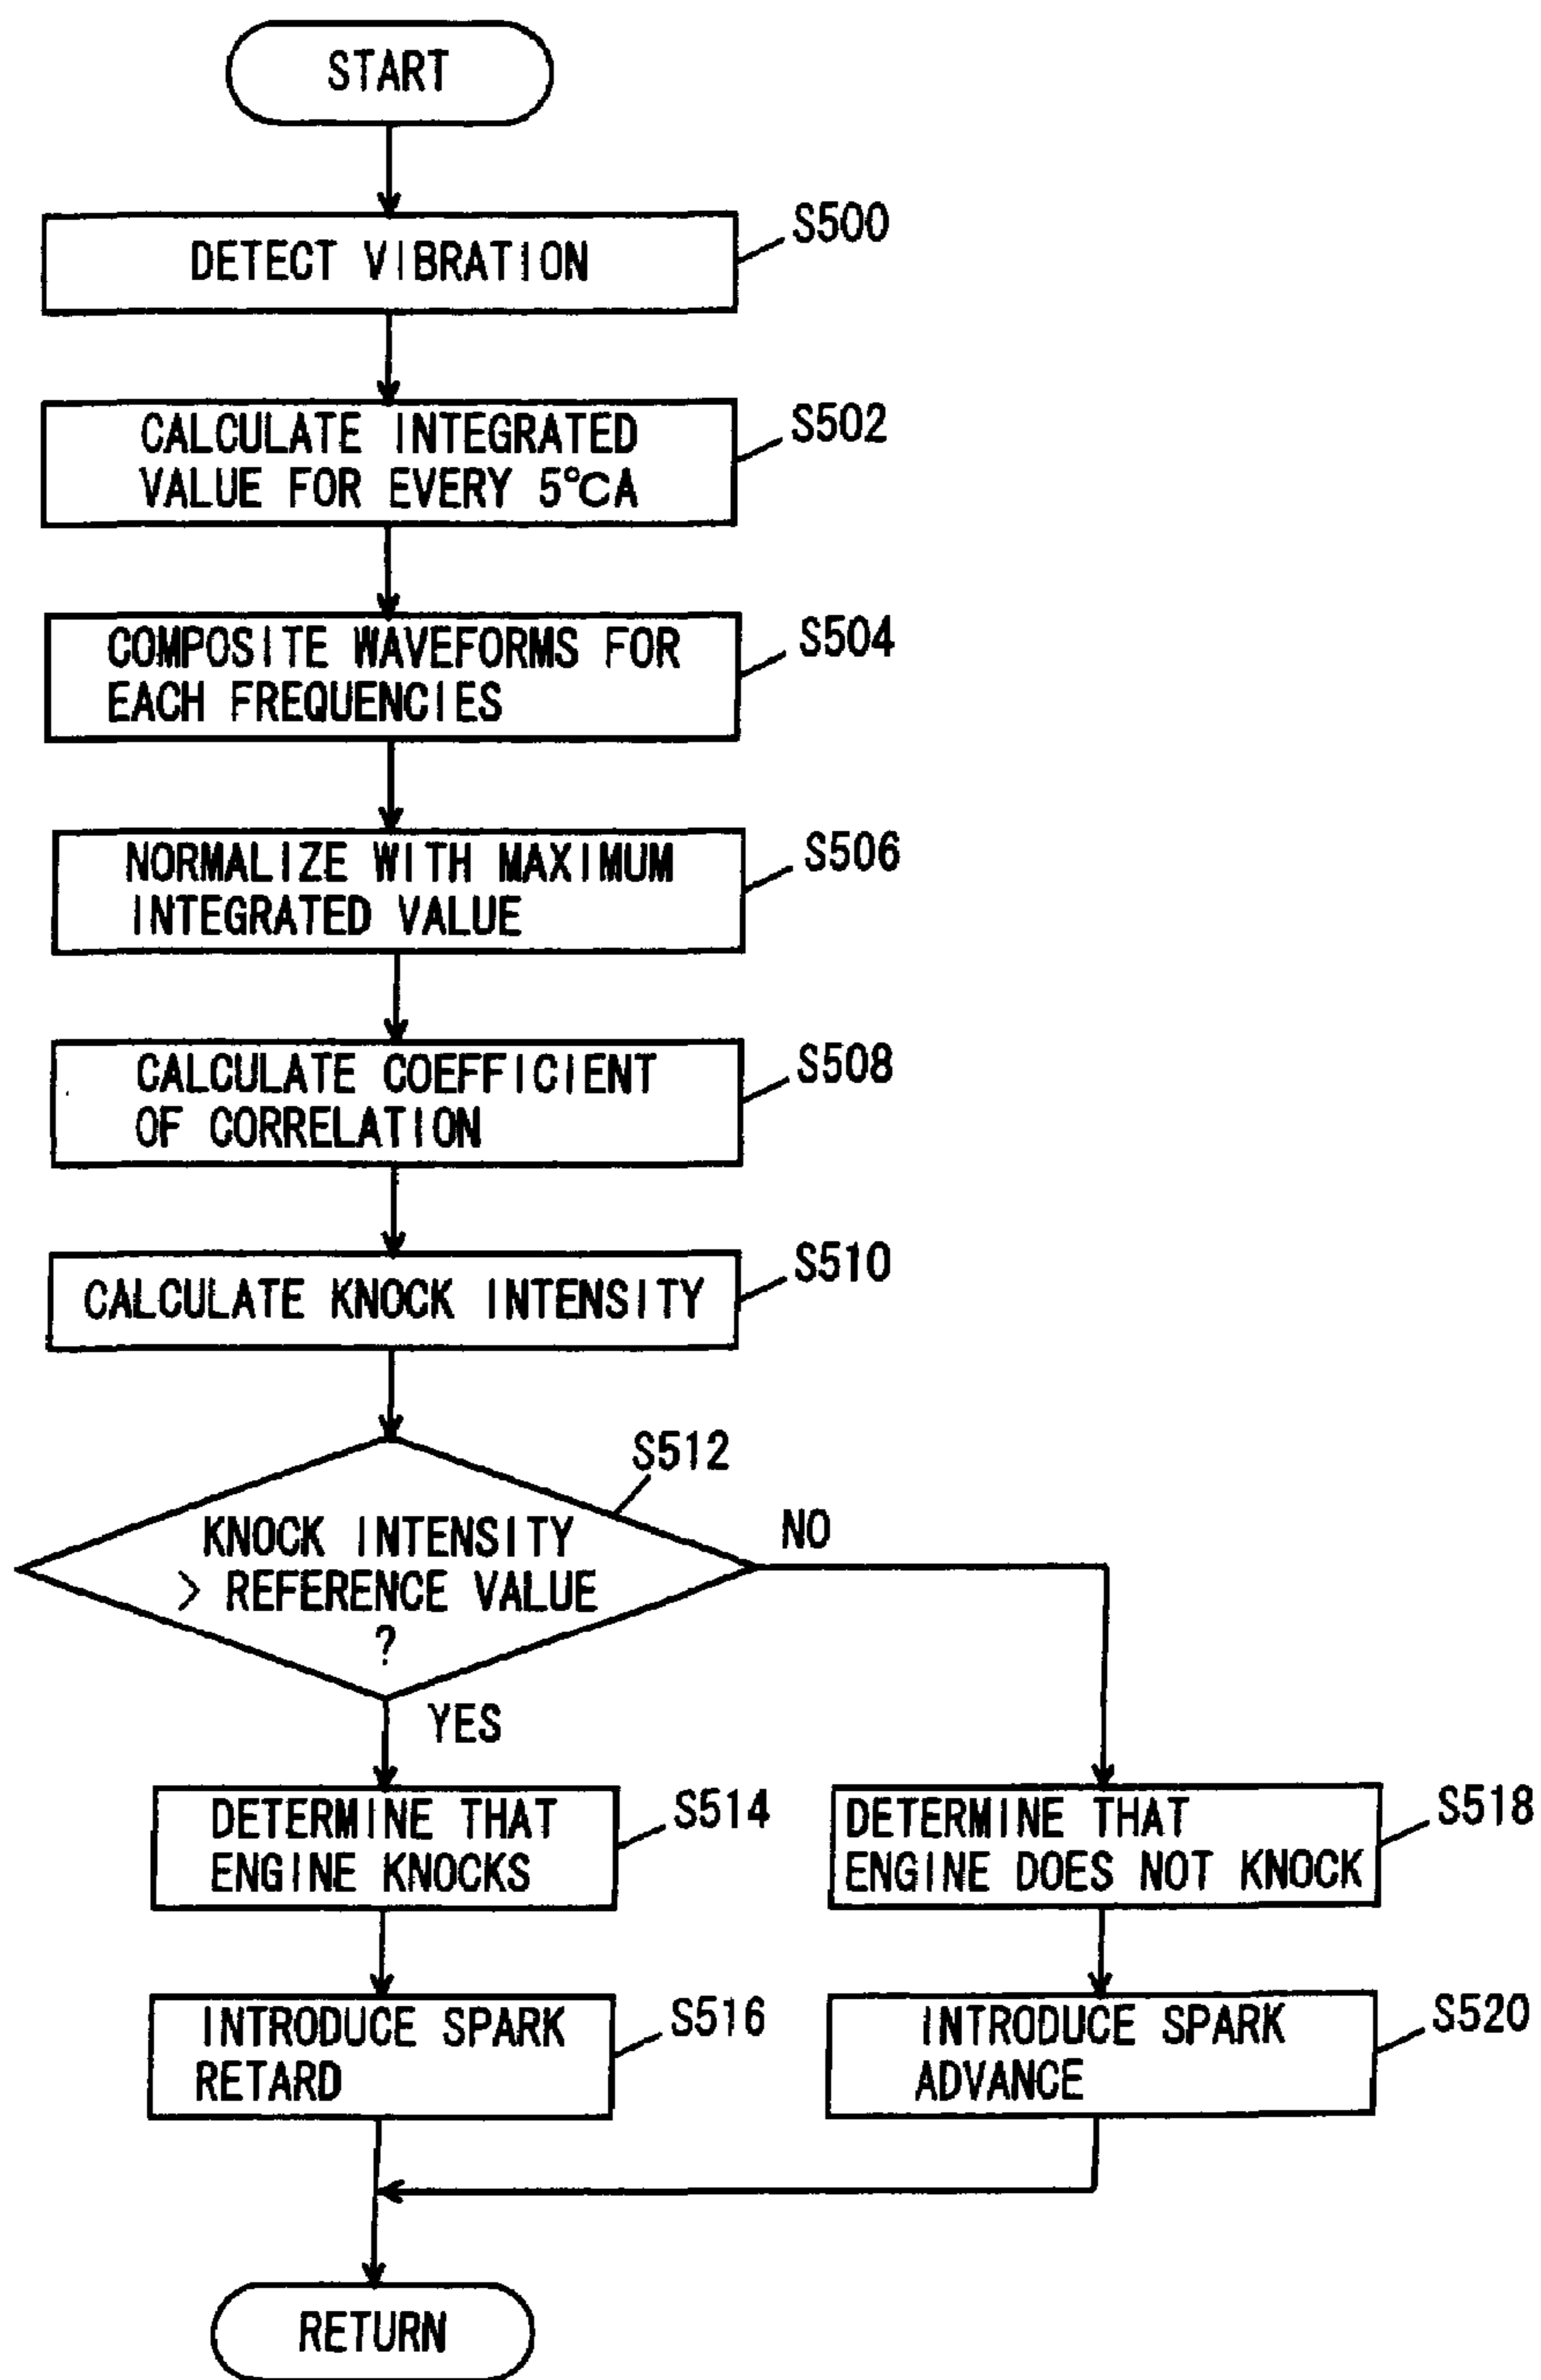 START
DETECT VIBRATION
S500
CALCULATE INTEGRATED
VALUE FOR EVERY 5°CA
S502
COMPOSITE WAVEFORMS FOR
EACH FREQUENCIES
S504
NORMALIZE WITH MAXIMUM
INTEGRATED VALUE
S506
CALCULATE COEFFICIENT
OF CORRELATION
S508
CALCULATE KNOCK INTENSITY
S510
S512
KNOCK INTENSITY
> REFERENCE VALUE
?
NO
YES
DETERMINE THAT
ENGINE KNOCKS
S514
DETERMINE THAT
ENGINE DOES NOT KNOCK
S518
INTRODUCE SPARK
RETARD
S516
INTRODUCE SPARK
ADVANCE
S520
RETURN